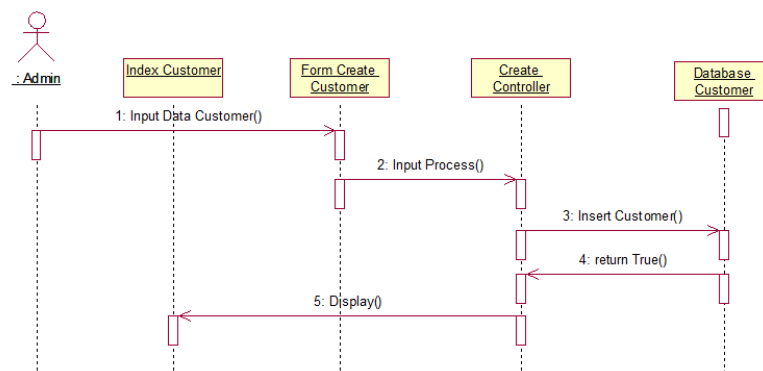 : Admin
Index Customer
Form Create
Customer
Create
Controller
Database
Customer
1: Input Data Customer()
2: Input Process()
3: Insert Customer()
4: return True()
5: Display()